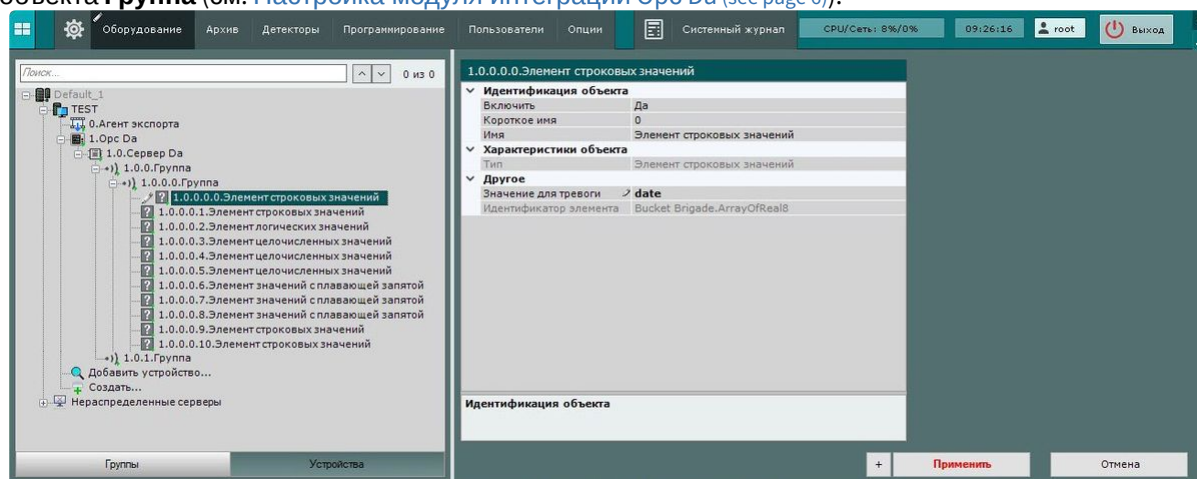 объекта Группа (см. Настройка модуля интеграции Opc Da (see page 6)).
Оборудование Архив Детекторы Программирование Пользователи Опции Системный журнал CPU/Сеть: 8%/0% 09:26:16 root Выход
Поиск... 0 из 0
Default_1
TEST
0.Агент экспорта
1.Opc Da
1.0.Сервер Da
1.0.0.Группа
1.0.0.0.Группа
1.0.0.0.0.Элемент строковых значений
1.0.0.0.1.Элемент строковых значений
1.0.0.0.2.Элемент логических значений
1.0.0.0.3.Элемент целочисленных значений
1.0.0.0.4.Элемент целочисленных значений
1.0.0.0.5.Элемент целочисленных значений
1.0.0.0.6.Элемент значений с плавающей запятой
1.0.0.0.7.Элемент значений с плавающей запятой
1.0.0.0.8.Элемент значений с плавающей запятой
1.0.0.0.9.Элемент строковых значений
1.0.0.0.10.Элемент строковых значений
1.0.1.Группа
Добавить устройство...
Создать...
Нераспределенные серверы
Группы Устройства
1.0.0.0.0.Элемент строковых значений
Идентификация объекта
Включить Да
Короткое имя 0
Имя Элемент строковых значений
Характеристики объекта
Тип Элемент строковых значений
Другое
Значение для тревоги date
Идентификатор элемента Bucket Brigade.ArrayOfReal8
Идентификация объекта
+ Применить Отмена